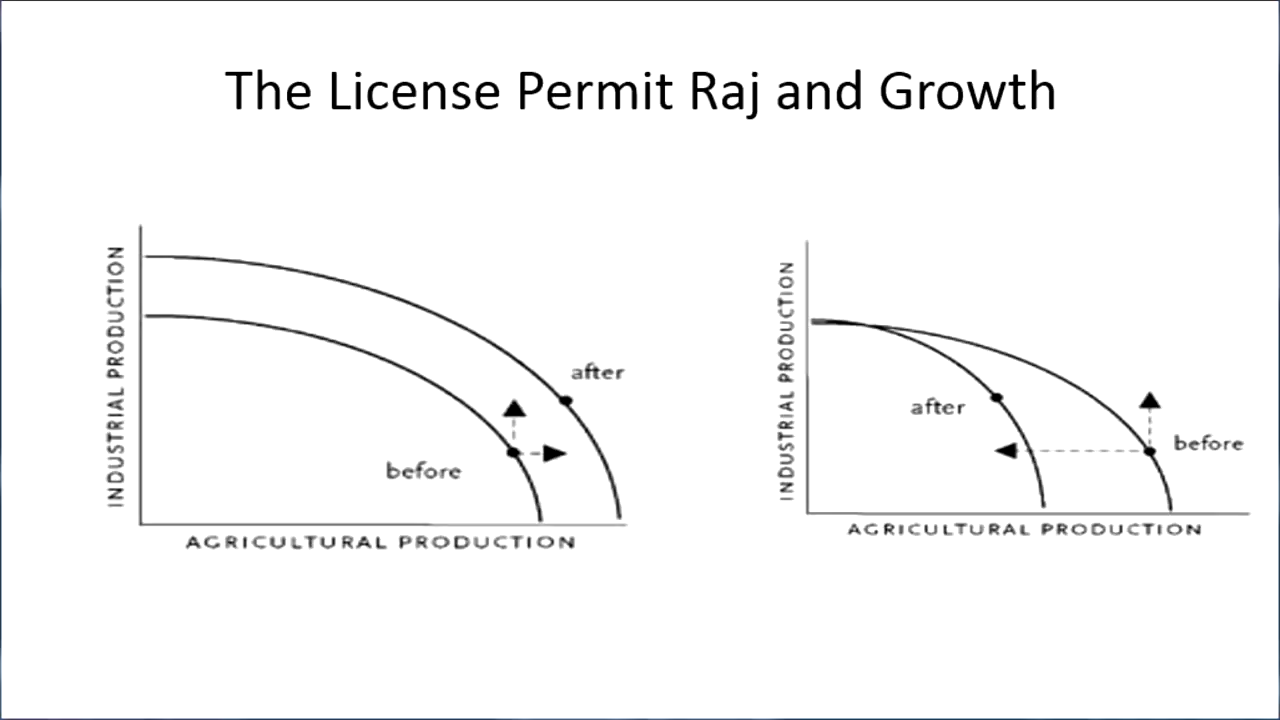 The License Permit Raj and Growth
INDUSTRIAL PRODUCTION
after
before
AGRICULTURAL PRODUCTION
INDUSTRIAL PRODUCTION
after
before
AGRICULTURAL PRODUCTION